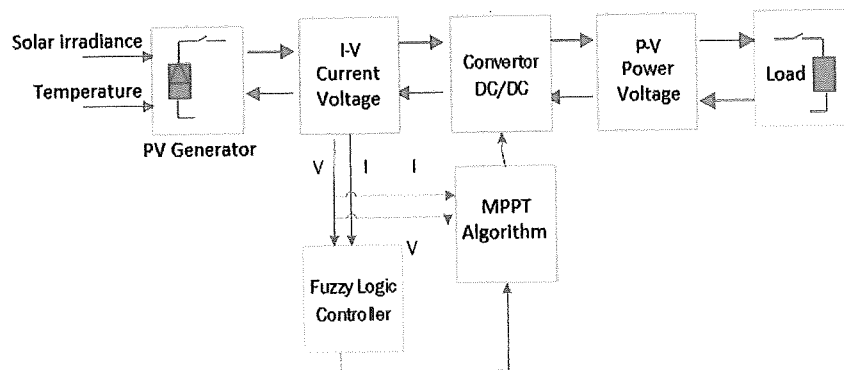 Solar irradiance
Temperature
PV Generator
I-V
Current
Voltage
Convertor
DC/DC
P-V
Power
Voltage
Load
V I I
MPPT
Algorithm
V
Fuzzy Logic
Controller